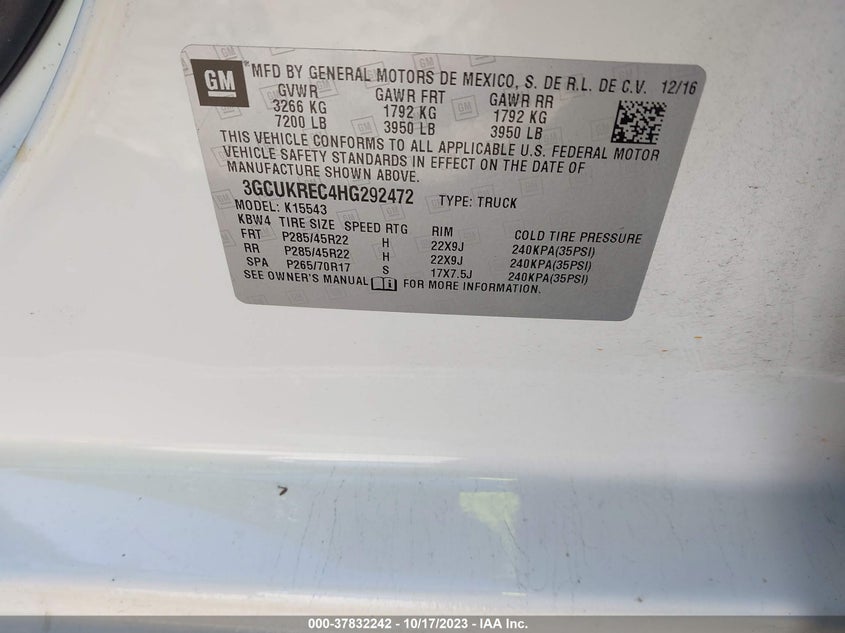 GM
MFD BY GENERAL MOTORS DE MEXICO, S. DE R.L. DE C.V. 12/16
GVWR GAWR FRT GAWR RR
3266 KG 1792 KG 1792 KG
7200 LB 3950 LB 3950 LB
THIS VEHICLE CONFORMS TO ALL APPLICABLE U.S. FEDERAL MOTOR
VEHICLE SAFETY STANDARDS IN EFFECT ON THE DATE OF
MANUFACTURE SHOWN ABOVE.
3GCUKREC4HG292472 TYPE: TRUCK
MODEL: K15543
KBW4 TIRE SIZE SPEED RTG RIM COLD TIRE PRESSURE
FRT P285/45R22 H 22X9J 240KPA(35PSI)
RR P285/45R22 H 22X9J 240KPA(35PSI)
SPA P265/70R17 S 17X7.5J 240KPA(35PSI)
SEE OWNER'S MANUAL FOR MORE INFORMATION.
000-37832242 - 10/17/2023 - IAA Inc.